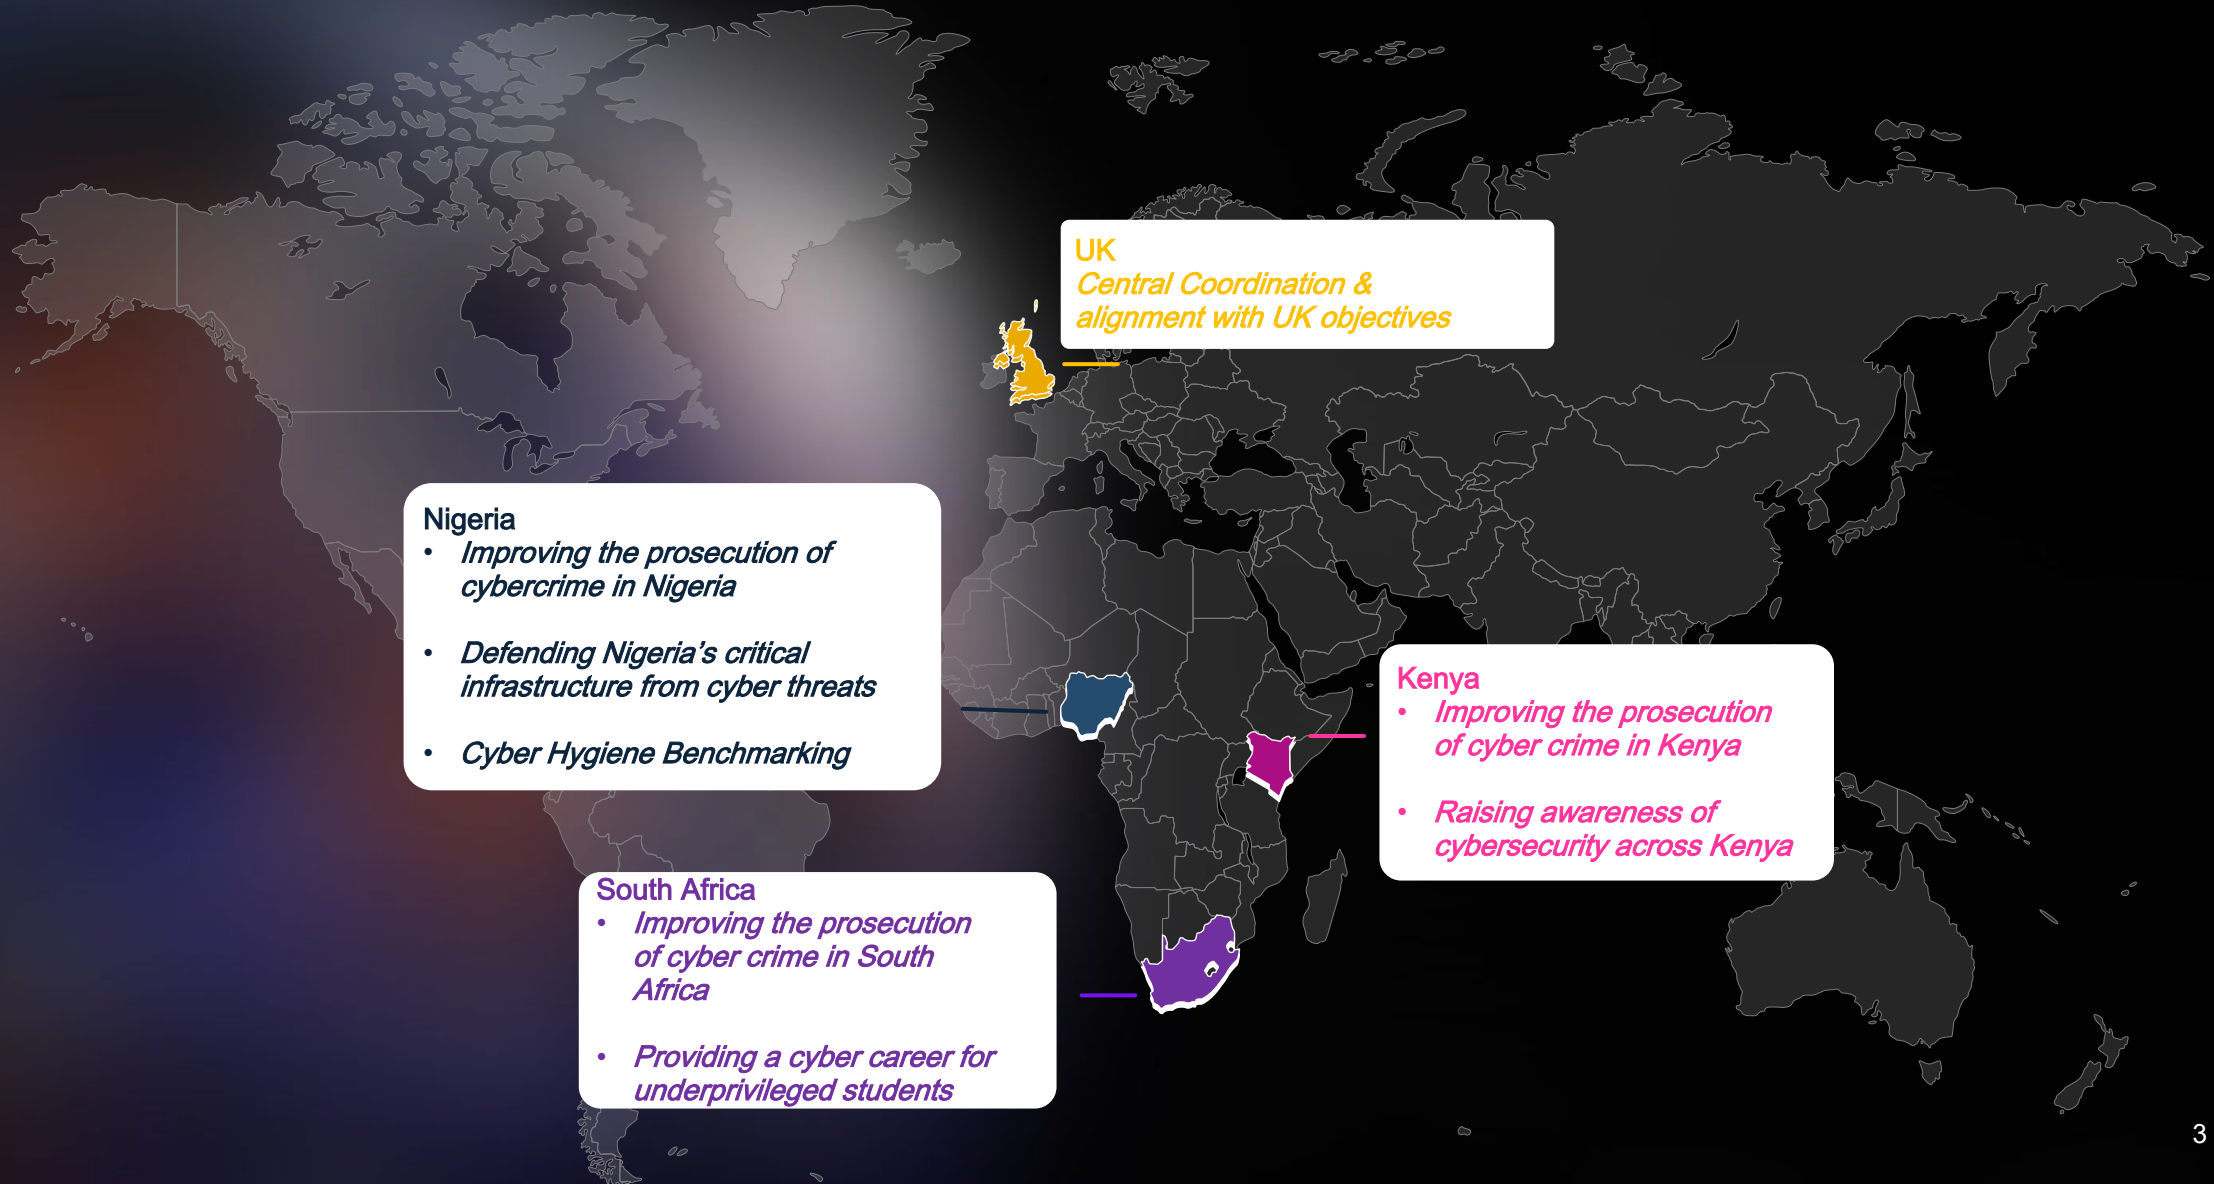 UK
Central Coordination &
alignment with UK objectives
Nigeria
• Improving the prosecution of
cybercrime in Nigeria
• Defending Nigeria’s critical
infrastructure from cyber threats
• Cyber Hygiene Benchmarking
Kenya
• Improving the prosecution
of cyber crime in Kenya
• Raising awareness of
cybersecurity across Kenya
South Africa
• Improving the prosecution
of cyber crime in South
Africa
• Providing a cyber career for
underprivileged students
3